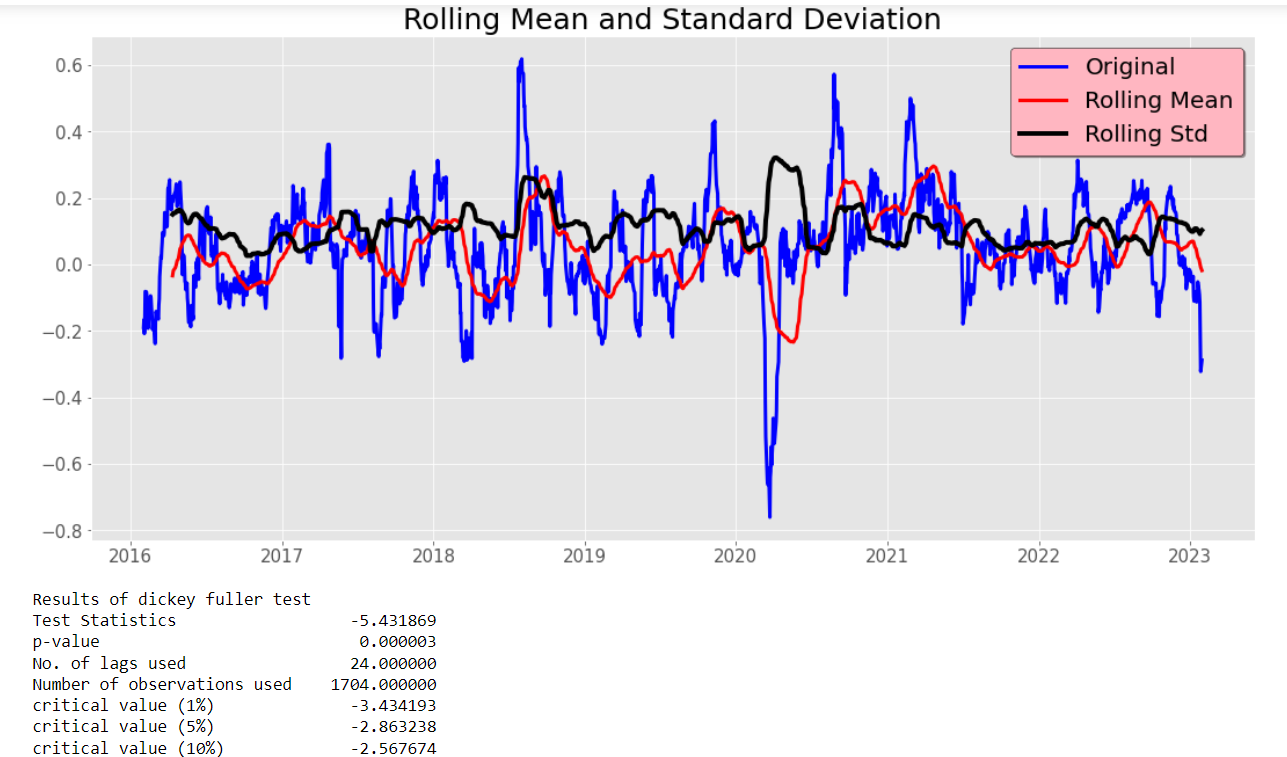 Rolling Mean and Standard Deviation
Original
Rolling Mean
Rolling Std
0.6
0.4
0.2
0.0
−0.2
−0.4
−0.6
−0.8
2016 2017 2018 2019 2020 2021 2022 2023
Results of dickey fuller test
Test Statistics -5.431869
p-value 0.000003
No. of lags used 24.000000
Number of observations used 1704.000000
critical value (1%) -3.434193
critical value (5%) -2.863238
critical value (10%) -2.567674